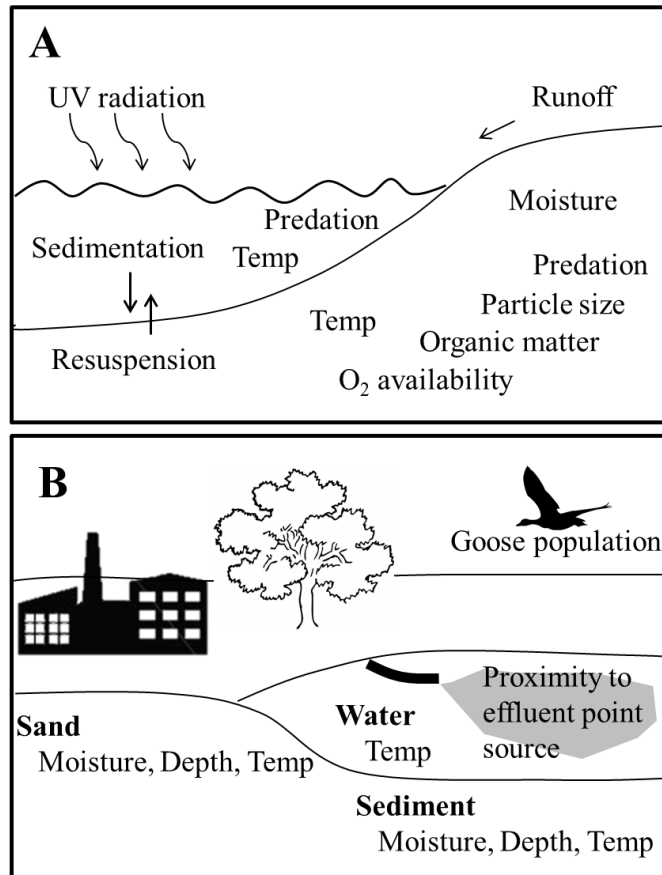 A
UV radiation
Runoff
Moisture
Predation
Sedimentation
Temp
Predation
Particle size
Temp
Organic matter
Resuspension
O₂ availability
B
Goose population
Proximity to
effluent point
source
Sand
Water
Moisture, Depth, Temp
Temp
Sediment
Moisture, Depth, Temp